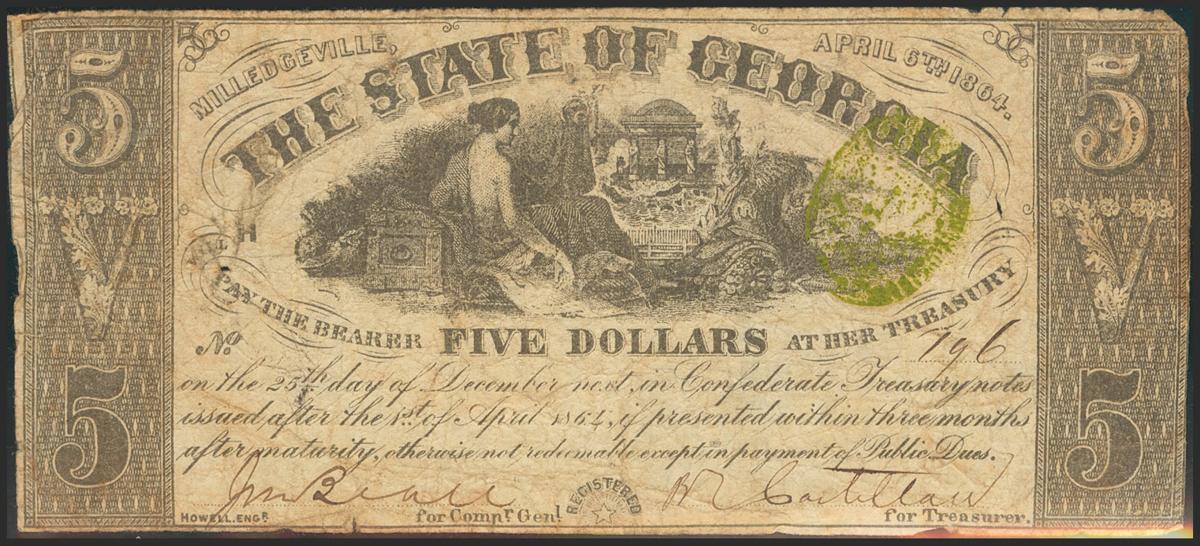 5
5
MILLEDGEVILLE,
APRIL 6TH 1864.
THE STATE OF GEORGIA
H
WILL
PAY THE BEARER FIVE DOLLARS AT HER TREASURY
No. 796
on the 25th day of December next, in Confederate Treasury notes
issued after the 1st of April 1864, if presented within three months
after maturity, otherwise not redeemable except in payment of Public Dues.
V
V
5
5
REGISTERED
HOWELL. ENGR.
for Compr. Genl.
for Treasurer.